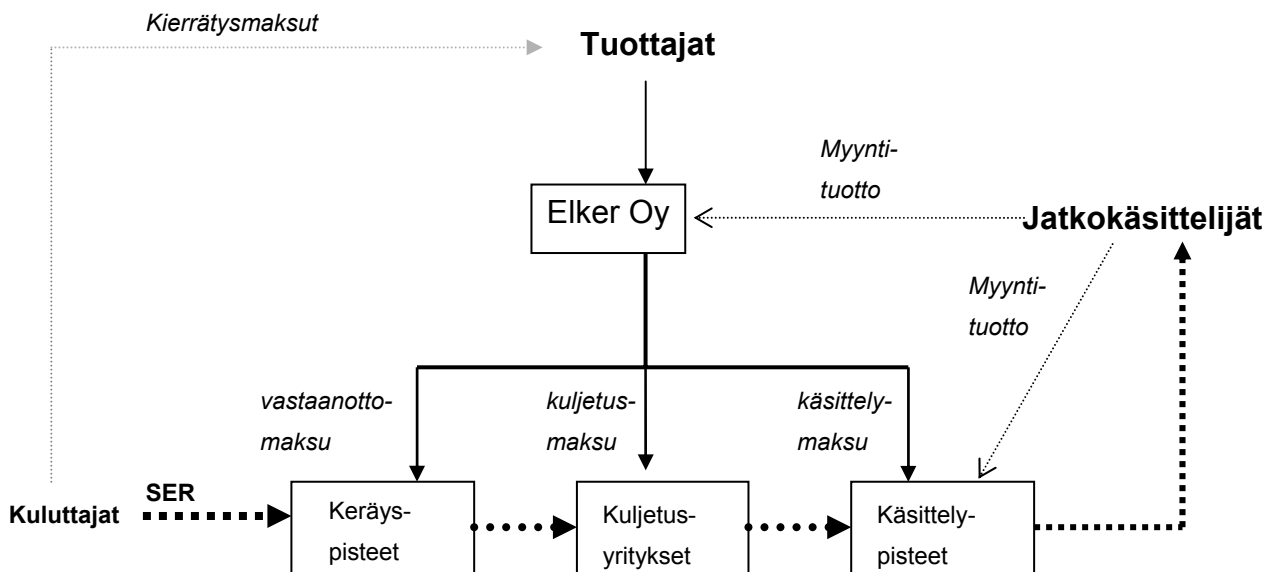 Kierrätysmaksut
Tuottajat
Myynti-
tuotto
Elker Oy
Jatkokäsittelijät
Myynti-
tuotto
vastaanotto-
maksu
kuljetus-
maksu
käsittely-
maksu
Kuluttajat
SER
Keräys-
pisteet
Kuljetus-
yritykset
Käsittely-
pisteet